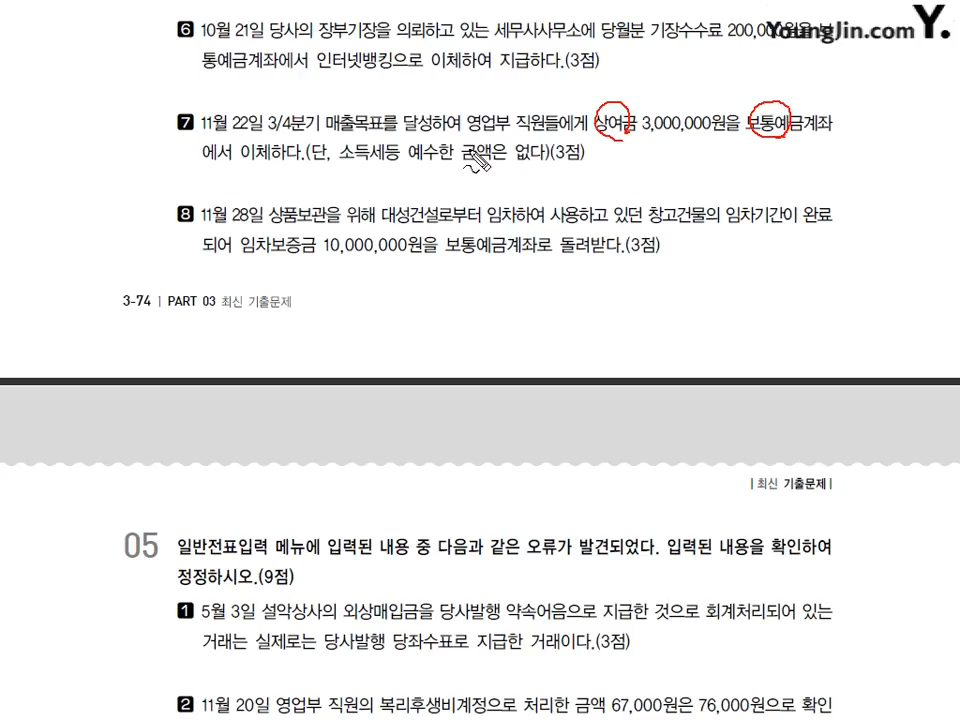 6 10월 21일 당사의 장부기장을 의뢰하고 있는 세무사사무소에 당월분 기장수수료 200,000원을 보
YoungJin.com Y.
통예금계좌에서 인터넷뱅킹으로 이체하여 지급하다.(3점)
7 11월 22일 3/4분기 매출목표를 달성하여 영업부 직원들에게 상여금 3,000,000원을 보통예금계좌
에서 이체하다.(단, 소득세등 예수한 금액은 없다)(3점)
8 11월 28일 상품보관을 위해 대성건설로부터 임차하여 사용하고 있던 창고건물의 임차기간이 완료
되어 임차보증금 10,000,000원을 보통예금계좌로 돌려받다.(3점)
3-74 | PART 03 최신 기출문제
| 최신 기출문제 |
05 일반전표입력 메뉴에 입력된 내용 중 다음과 같은 오류가 발견되었다. 입력된 내용을 확인하여
정정하시오.(9점)
1 5월 3일 설악상사의 외상매입금을 당사발행 약속어음으로 지급한 것으로 회계처리되어 있는
거래는 실제로는 당사발행 당좌수표로 지급한 거래이다.(3점)
2 11월 20일 영업부 직원의 복리후생비계정으로 처리한 금액 67,000원은 76,000원으로 확인